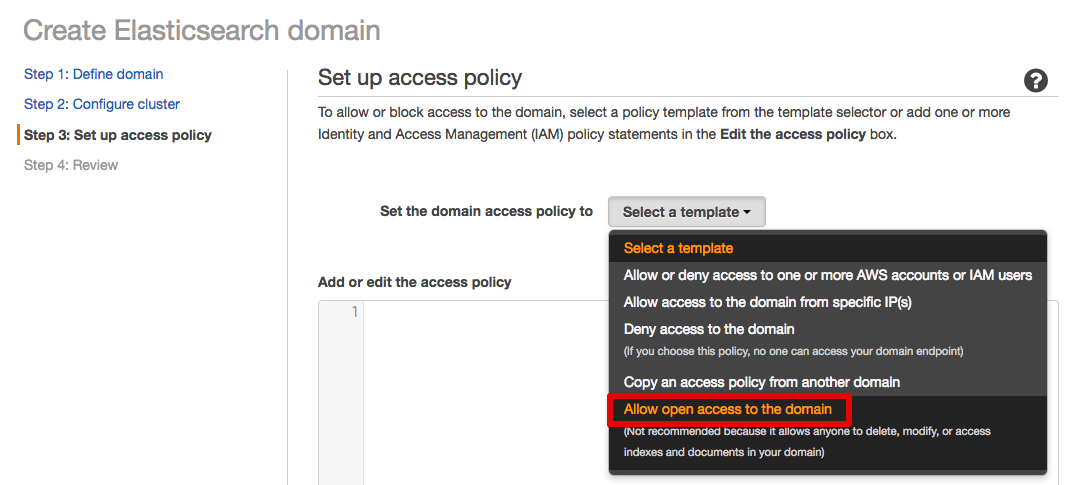 Create Elasticsearch domain
Step 1: Define domain
Step 2: Configure cluster
Step 3: Set up access policy
Step 4: Review
Set up access policy
?
To allow or block access to the domain, select a policy template from the template selector or add one or more
Identity and Access Management (IAM) policy statements in the Edit the access policy box.
Set the domain access policy to
Select a template
Select a template
Allow or deny access to one or more AWS accounts or IAM users
Allow access to the domain from specific IP(s)
Deny access to the domain
(If you choose this policy, no one can access your domain endpoint)
Copy an access policy from another domain
Allow open access to the domain
(Not recommended because it allows anyone to delete, modify, or access
indexes and documents in your domain)
Add or edit the access policy
1